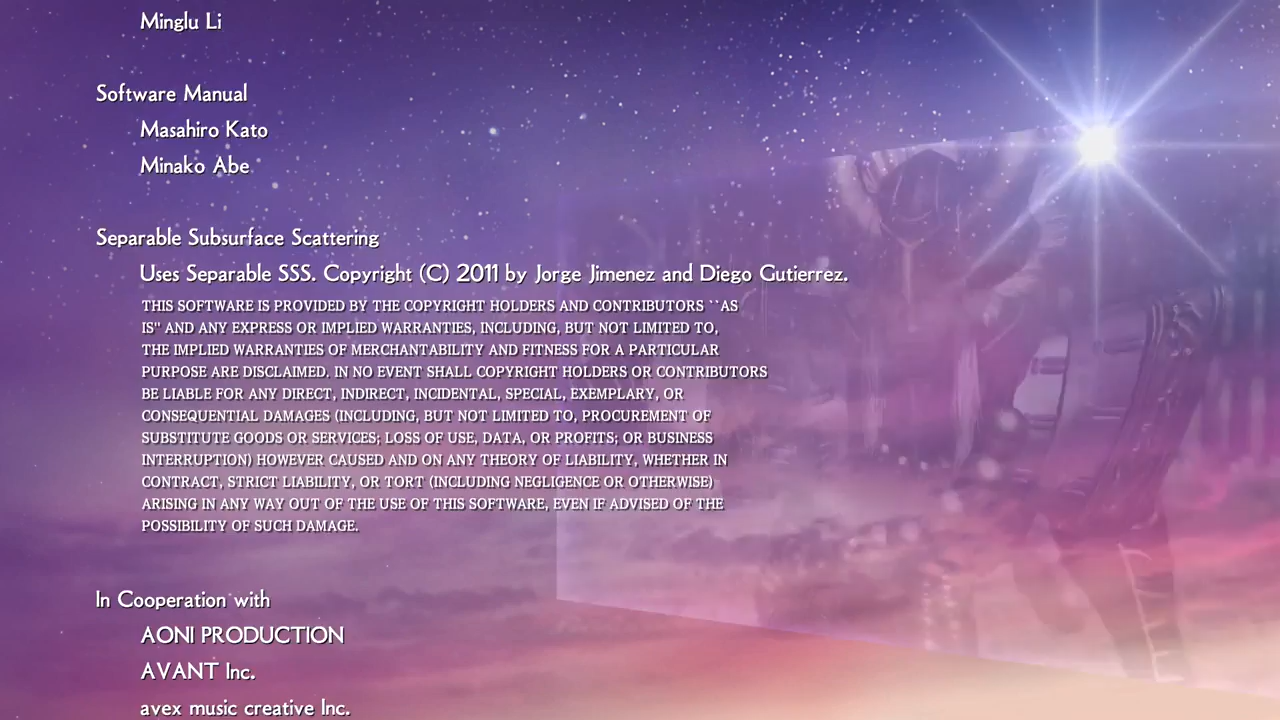 Minglu Li
Software Manual
Masahiro Kato
Minako Abe
Separable Subsurface Scattering
Uses Separable SSS. Copyright (C) 2011 by Jorge Jimenez and Diego Gutierrez.
THIS SOFTWARE IS PROVIDED BY THE COPYRIGHT HOLDERS AND CONTRIBUTORS ``AS
IS'' AND ANY EXPRESS OR IMPLIED WARRANTIES, INCLUDING, BUT NOT LIMITED TO,
THE IMPLIED WARRANTIES OF MERCHANTABILITY AND FITNESS FOR A PARTICULAR
PURPOSE ARE DISCLAIMED. IN NO EVENT SHALL COPYRIGHT HOLDERS OR CONTRIBUTORS
BE LIABLE FOR ANY DIRECT, INDIRECT, INCIDENTAL, SPECIAL, EXEMPLARY, OR
CONSEQUENTIAL DAMAGES (INCLUDING, BUT NOT LIMITED TO, PROCUREMENT OF
SUBSTITUTE GOODS OR SERVICES; LOSS OF USE, DATA, OR PROFITS; OR BUSINESS
INTERRUPTION) HOWEVER CAUSED AND ON ANY THEORY OF LIABILITY, WHETHER IN
CONTRACT, STRICT LIABILITY, OR TORT (INCLUDING NEGLIGENCE OR OTHERWISE)
ARISING IN ANY WAY OUT OF THE USE OF THIS SOFTWARE, EVEN IF ADVISED OF THE
POSSIBILITY OF SUCH DAMAGE.
In Cooperation with
AONI PRODUCTION
AVANT Inc.
avex music creative Inc.